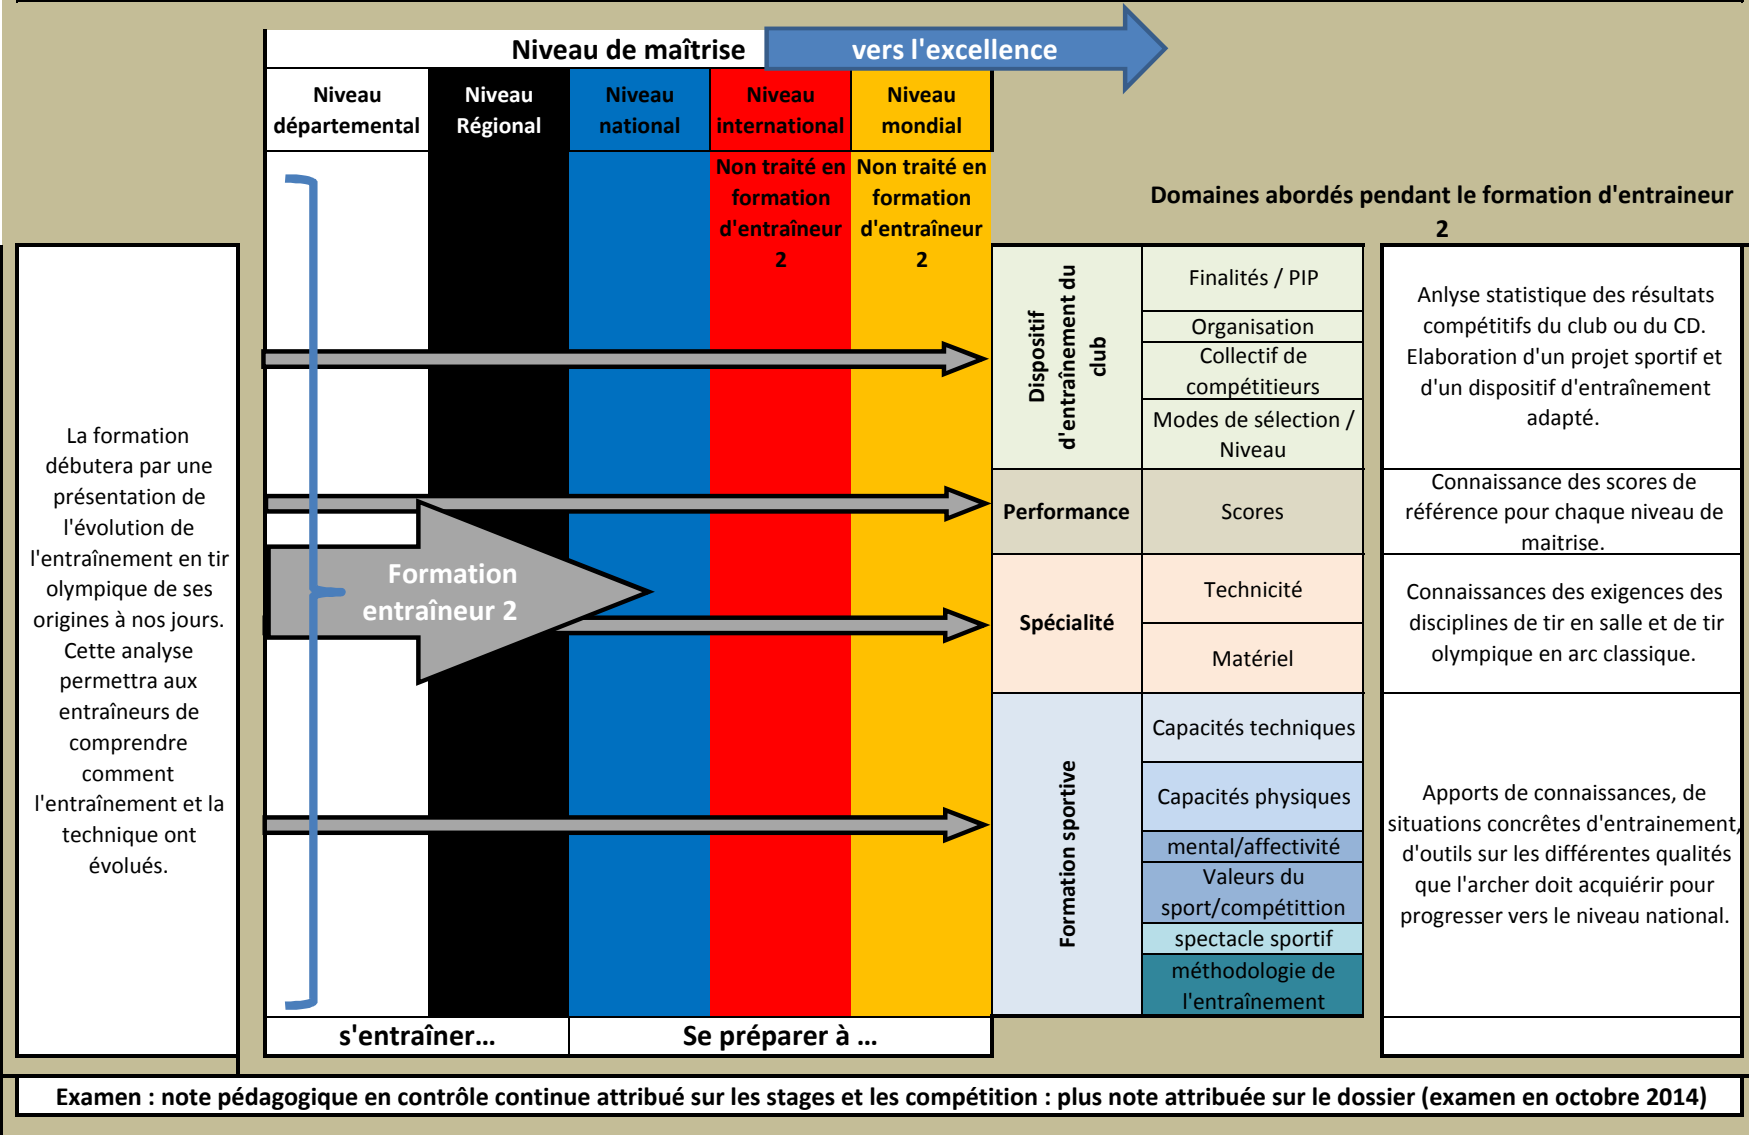 Niveau de maîtrise
vers l'excellence
Niveau
départemental
Niveau
Régional
Niveau
national
Niveau
international
Niveau
mondial
Non traité en
formation
d'entraîneur
2
Non traité en
formation
d'entraîneur
2
Domaines abordés pendant le formation d'entraineur
2
La formation
débutera par une
présentation de
l'évolution de
l'entraînement en tir
olympique de ses
origines à nos jours.
Cette analyse
permettra aux
entraîneurs de
comprendre
comment
l'entraînement et la
technique ont
évolués.
Formation
entraîneur 2
Dispositif
d'entraînement du
club
Finalités / PIP
Organisation
Collectif de
compétitieurs
Modes de sélection /
Niveau
Anlyse statistique des résultats
compétitifs du club ou du CD.
Elaboration d'un projet sportif et
d'un dispositif d'entraînement
adapté.
Performance
Scores
Connaissance des scores de
référence pour chaque niveau de
maitrise.
Spécialité
Technicité
Matériel
Connaissances des exigences des
disciplines de tir en salle et de tir
olympique en arc classique.
Formation sportive
Capacités techniques
Capacités physiques
mental/affectivité
Valeurs du
sport/compétittion
spectacle sportif
méthodologie de
l'entraînement
Apports de connaissances, de
situations concrêtes d'entrainement,
d'outils sur les différentes qualités
que l'archer doit acquiérir pour
progresser vers le niveau national.
s'entraîner...
Se préparer à ...
Examen : note pédagogique en contrôle continue attribué sur les stages et les compétition : plus note attribuée sur le dossier (examen en octobre 2014)